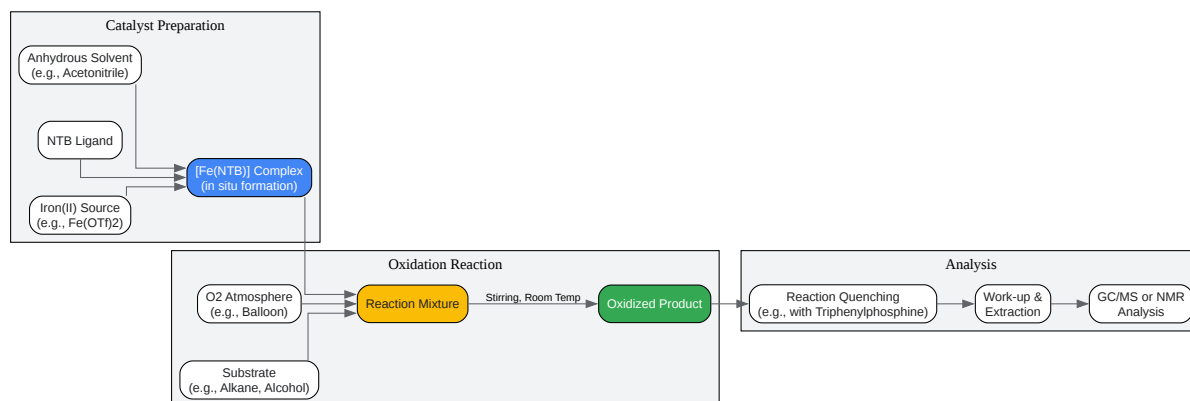 Catalyst Preparation
Anhydrous Solvent
(e.g., Acetonitrile)
NTB Ligand
[Fe(NTB)] Complex
(in situ formation)
Iron(II) Source
(e.g., Fe(OTf)2)
Oxidation Reaction
O2 Atmosphere
(e.g., Balloon)
Reaction Mixture
Stirring, Room Temp
Oxidized Product
Substrate
(e.g., Alkane, Alcohol)
Analysis
Reaction Quenching
(e.g., with Triphenylphosphine)
Work-up &
Extraction
GC/MS or NMR
Analysis